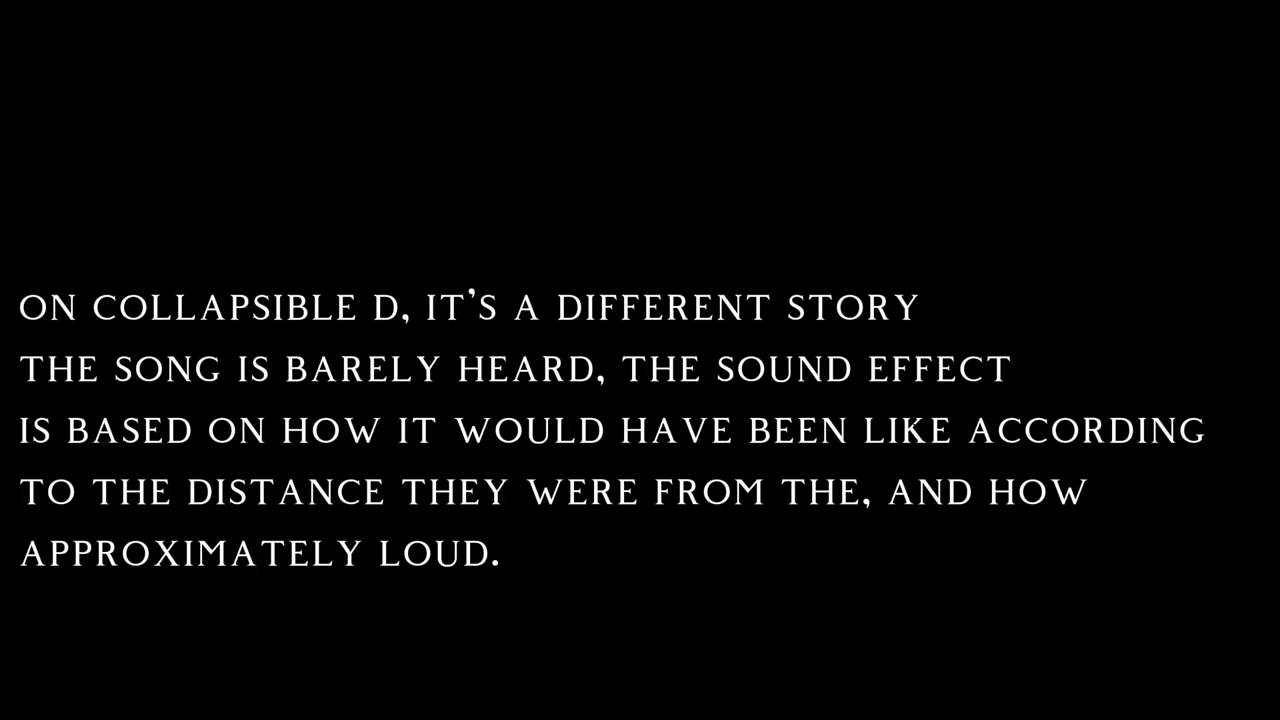 ON COLLAPSIBLE D, IT'S A DIFFERENT STORY
THE SONG IS BARELY HEARD, THE SOUND EFFECT
IS BASED ON HOW IT WOULD HAVE BEEN LIKE ACCORDING
TO THE DISTANCE THEY WERE FROM THE, AND HOW
APPROXIMATELY LOUD.